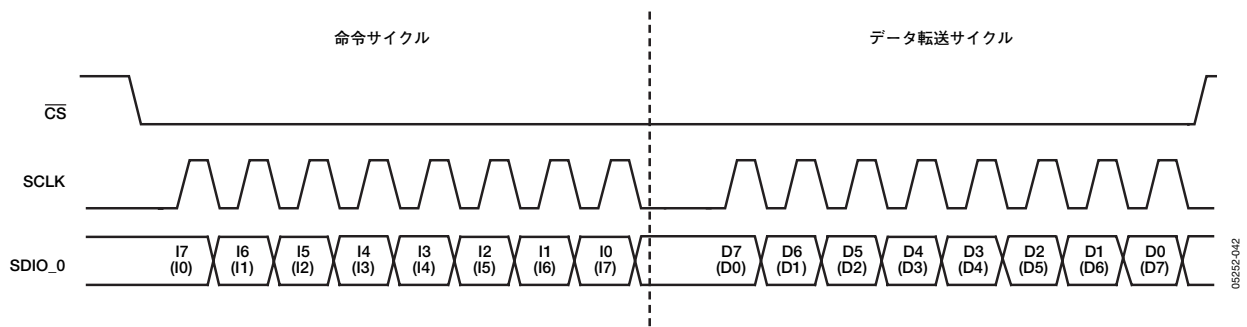 命令サイクル データ転送サイクル
CS
SCLK
SDIO_0
I7 I6 I5 I4 I3 I2 I1 I0 D7 D6 D5 D4 D3 D2 D1 D0
(I0) (I1) (I2) (I3) (I4) (I5) (I6) (I7) (D0) (D1) (D2) (D3) (D4) (D5) (D6) (D7)
05252-042